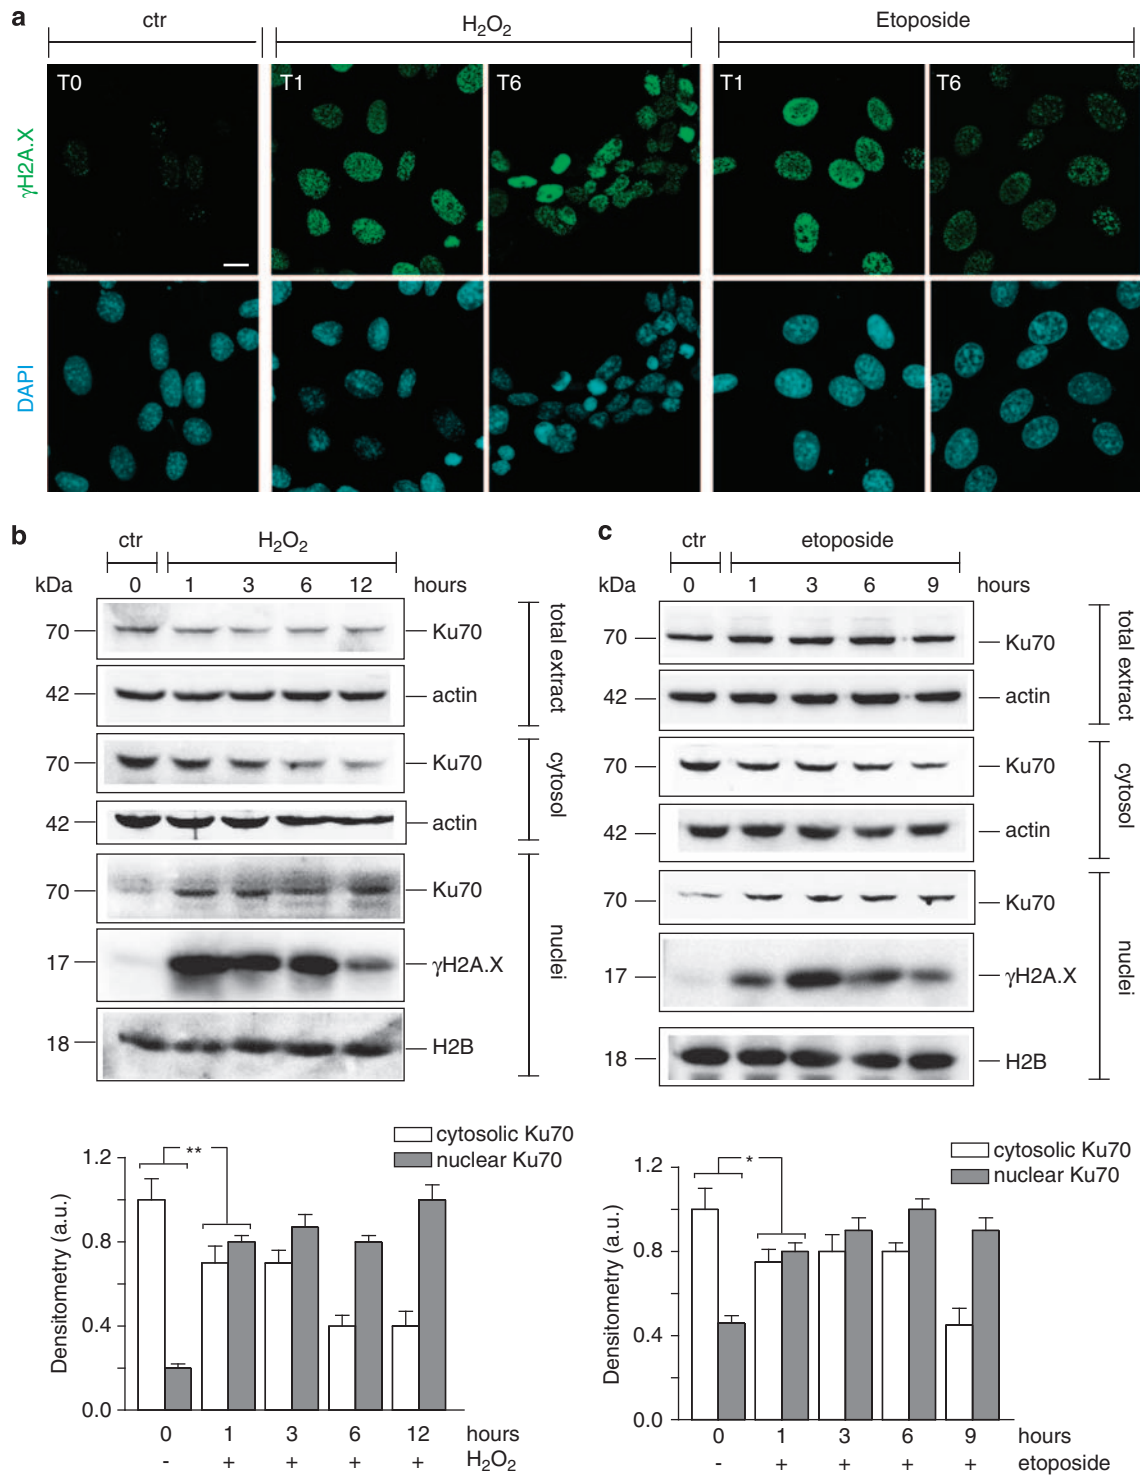 a
ctr
H₂O₂
Etoposide
T0
T1
T6
T1
T6
γH2A.X
DAPI
b
ctr
H₂O₂
kDa
0 1 3 6 12 hours
70 Ku70
42 actin
total extract
70 Ku70
42 actin
cytosol
70 Ku70
17 γH2A.X
18 H2B
nuclei
cytosolic Ku70
nuclear Ku70
**
Densitometry (a.u.)
1.2
0.8
0.4
0.0
0 1 3 6 12 hours
- + + + + H₂O₂
c
ctr
etoposide
kDa
0 1 3 6 9 hours
70 Ku70
42 actin
total extract
70 Ku70
42 actin
cytosol
70 Ku70
17 γH2A.X
18 H2B
nuclei
cytosolic Ku70
nuclear Ku70
*
Densitometry (a.u.)
1.2
0.8
0.4
0.0
0 1 3 6 9 hours
- + + + + etoposide